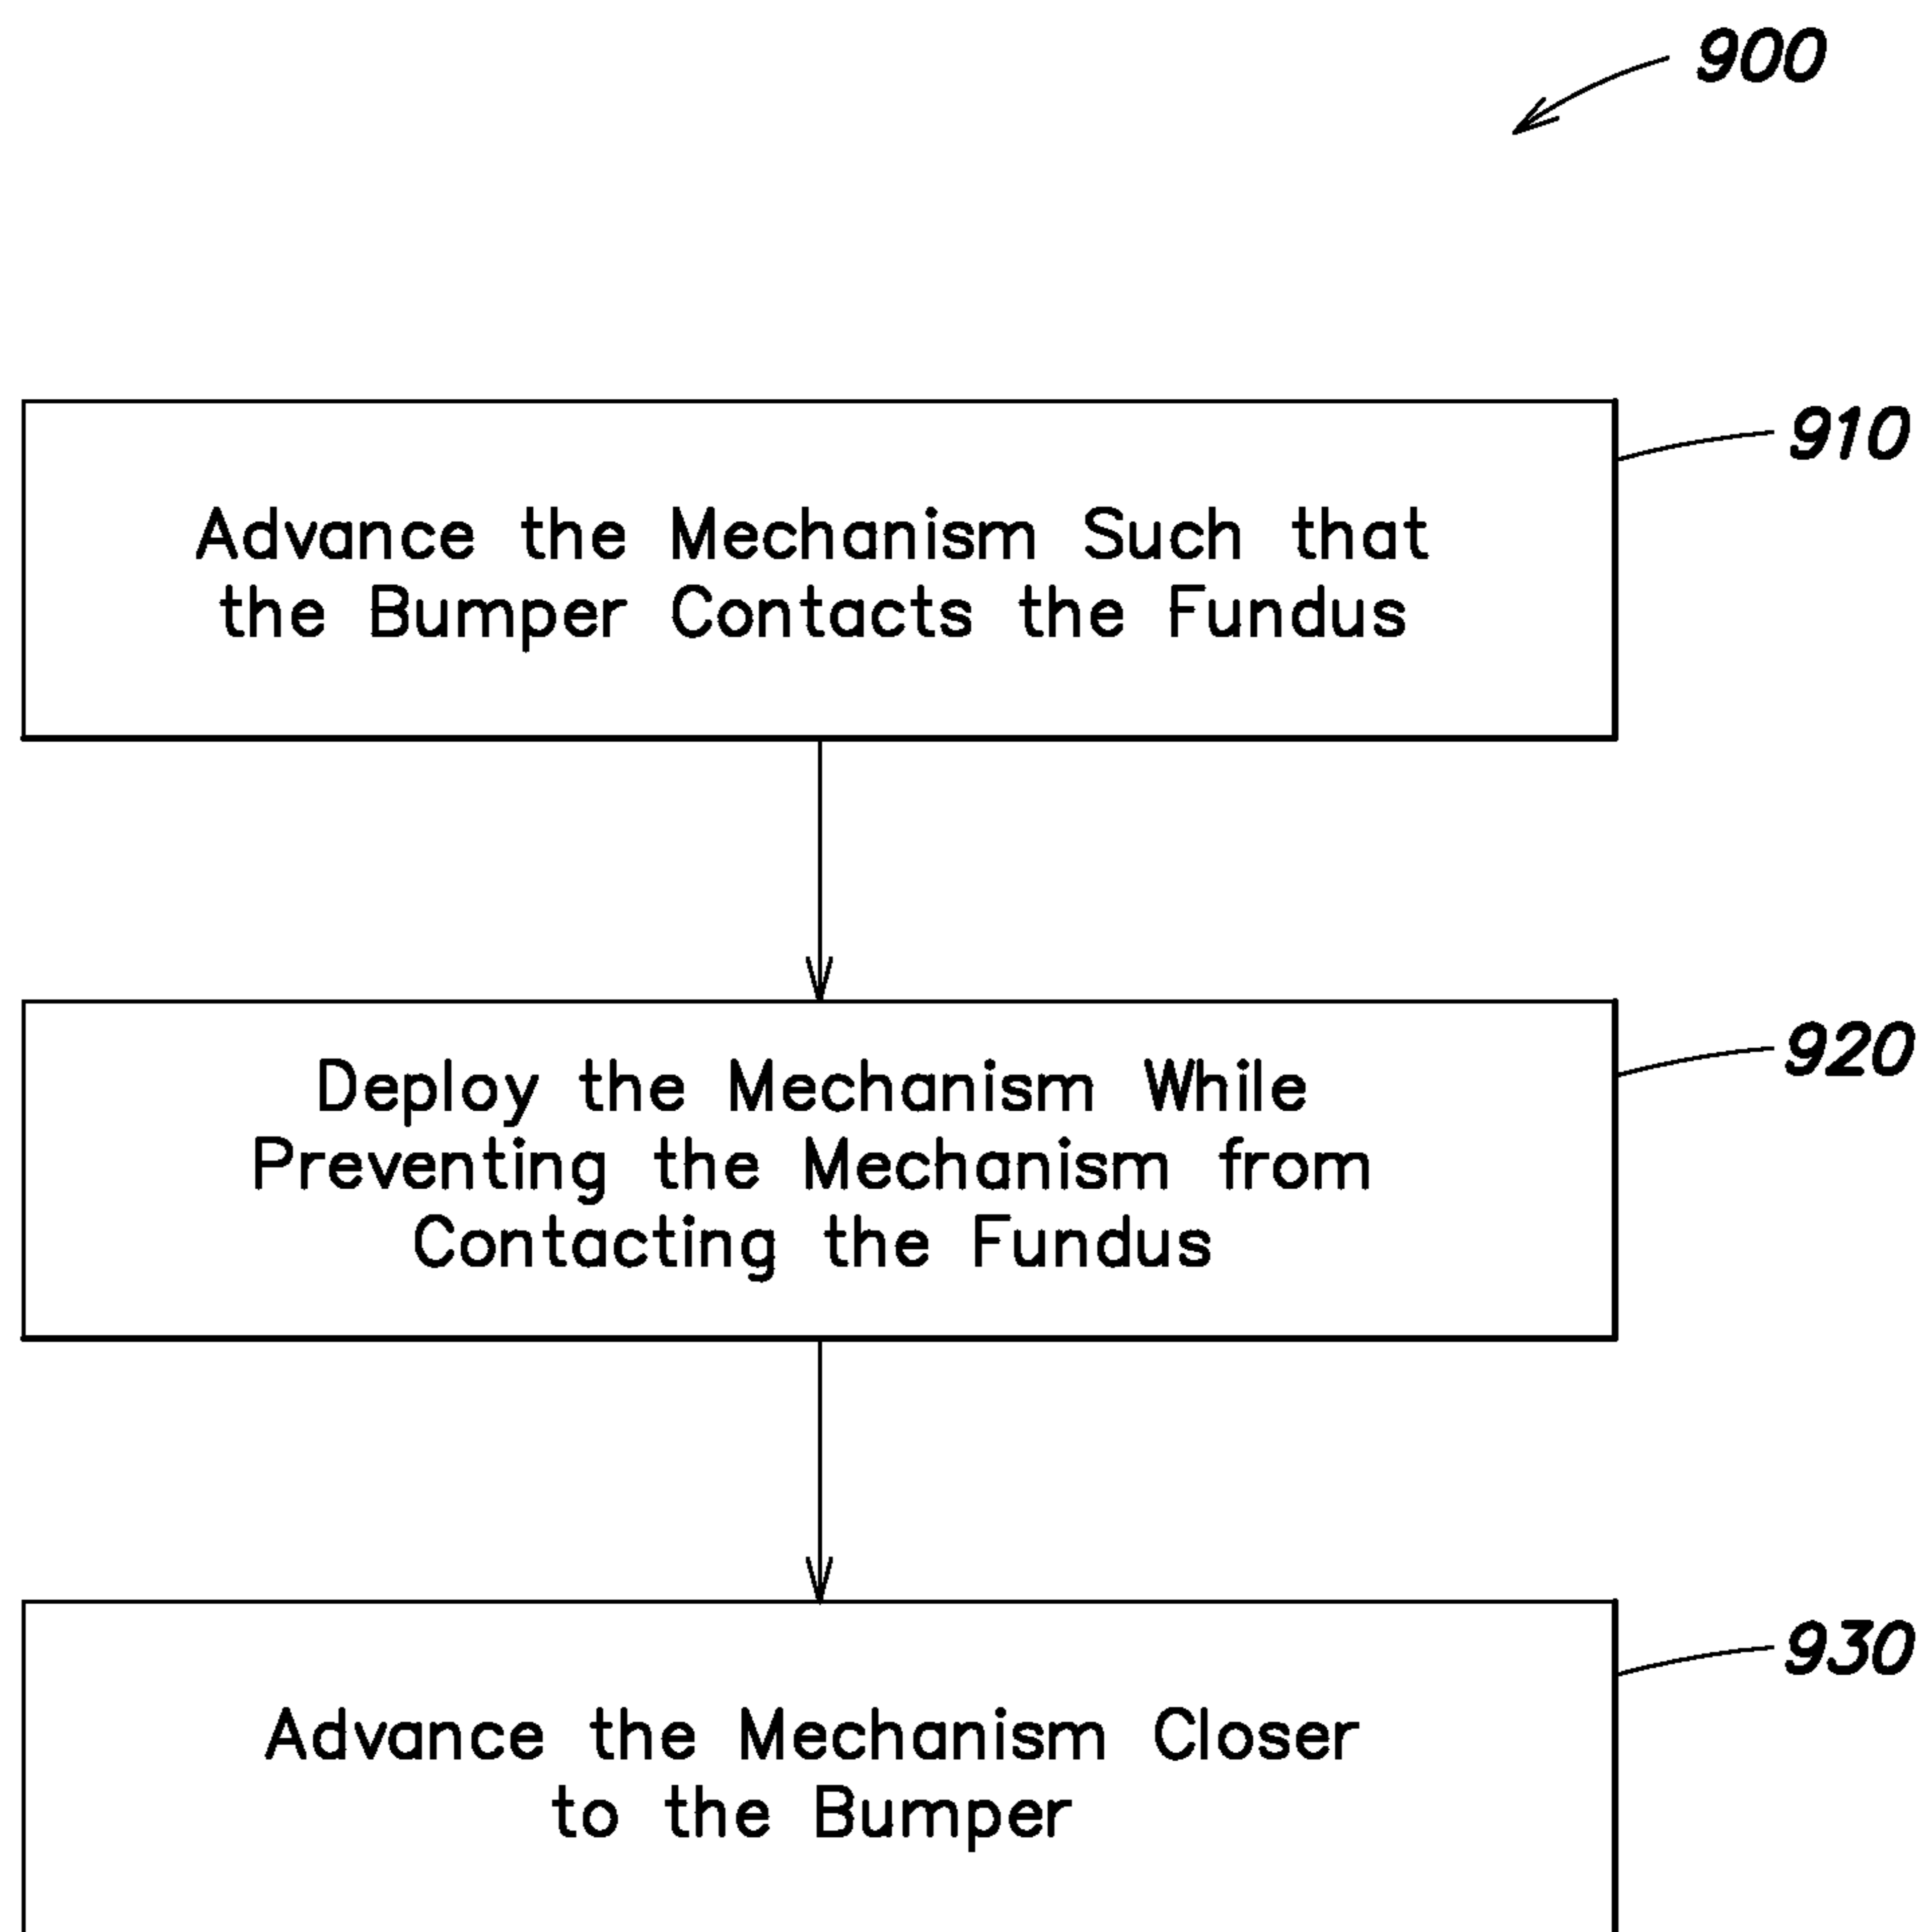 900
910
Advance the Mechanism Such that
the Bumper Contacts the Fundus
920
Deploy the Mechanism While
Preventing the Mechanism from
Contacting the Fundus
930
Advance the Mechanism Closer
to the Bumper